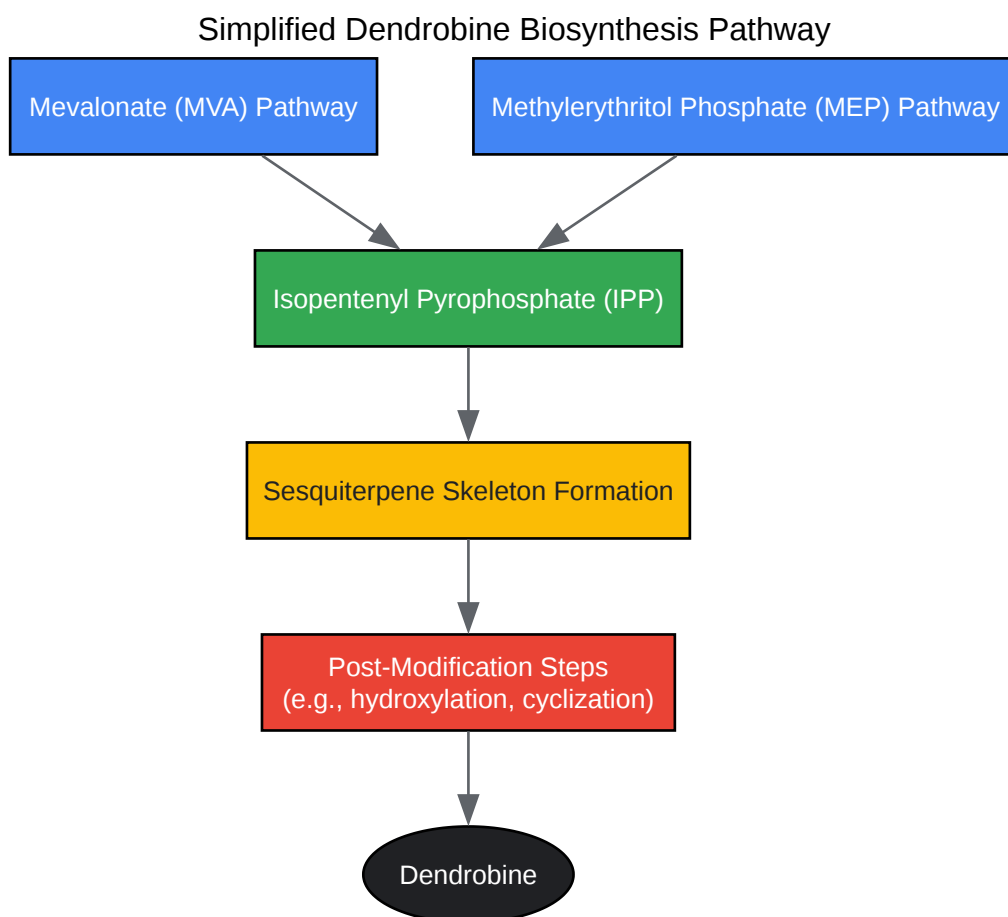 Simplified Dendrobine Biosynthesis Pathway
Mevalonate (MVA) Pathway
Methylerythritol Phosphate (MEP) Pathway
Isopentenyl Pyrophosphate (IPP)
Sesquiterpene Skeleton Formation
Post-Modification Steps
(e.g., hydroxylation, cyclization)
Dendrobine